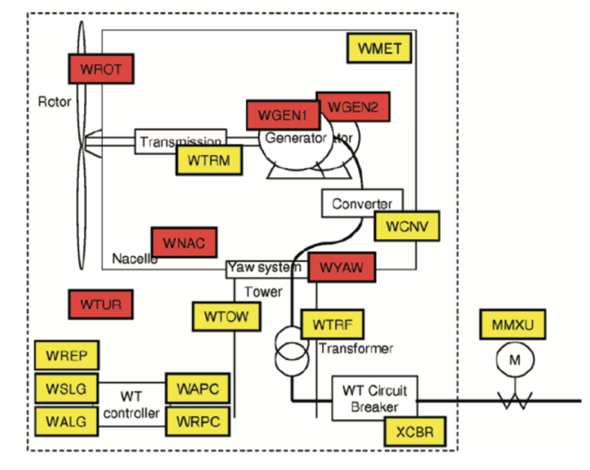 WMET
WROT
Rotor
WGEN1
WGEN2
Transmission
Generator
tor
WTRM
Converter
WCNV
WNAC
Nacelle
Yaw system
WYAW
WTUR
Tower
WTOW
WTRF
MMXU
Transformer
WREP
M
WSLG
WT
controller
WAPC
WT Circuit
Breaker
WALG
WRPC
XCBR